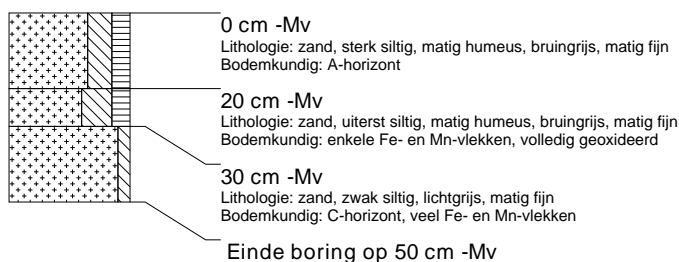 0 cm -Mv
Lithologie: zand, sterk siltig, matig humeus, bruingrijs, matig fijn
Bodemkundig: A-horizont
20 cm -Mv
Lithologie: zand, uiterst siltig, matig humeus, bruingrijs, matig fijn
Bodemkundig: enkele Fe- en Mn-vlekken, volledig geoxideerd
30 cm -Mv
Lithologie: zand, zwak siltig, lichtgrijs, matig fijn
Bodemkundig: C-horizont, veel Fe- en Mn-vlekken
Einde boring op 50 cm -Mv